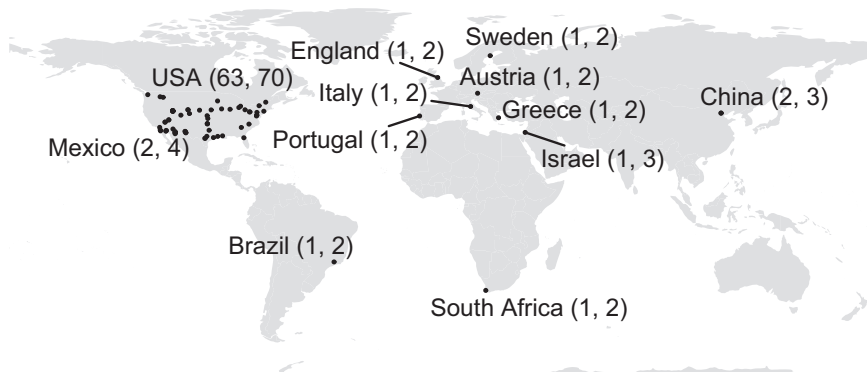 Sweden (1, 2)
England (1, 2)
USA (63, 70)
Austria (1, 2)
Italy (1, 2)
China (2, 3)
Greece (1, 2)
Portugal (1, 2)
Mexico (2, 4)
Israel (1, 3)
Brazil (1, 2)
South Africa (1, 2)